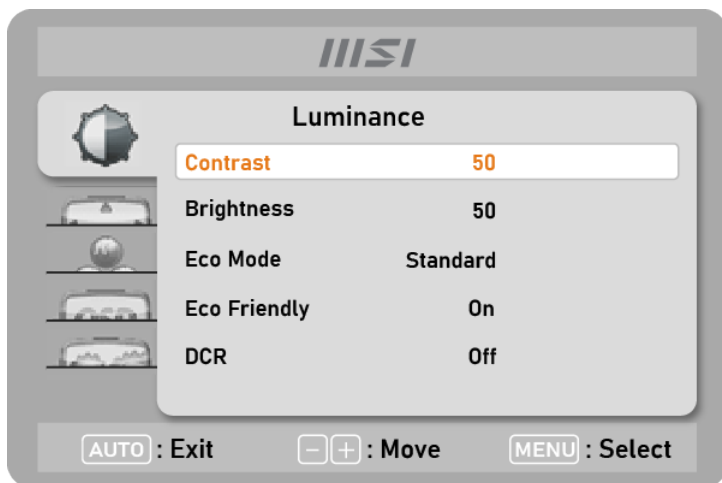 MSI
Luminance
Contrast 50
Brightness 50
Eco Mode Standard
Eco Friendly On
DCR Off
AUTO : Exit - + : Move MENU : Select